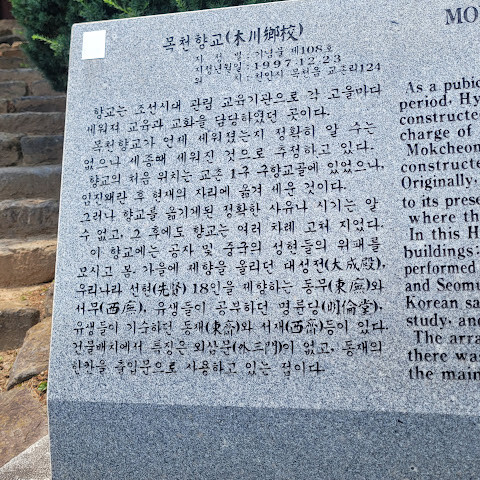 목천향교(木川鄕校)
지 정 별 : 기념물 제108호
지정년월일 : 1997.12.23
위 치 : 천안시 목천읍 교촌리124
향교는 조선시대 관립 교육기관으로 각 고을마다
세워져 교육과 교화를 담당하였던 곳이다.
목천향교가 언제 세워졌는지 정확히 알 수는
없으나 세종때 세워진 것으로 추정하고 있다.
향교의 처음 위치는 교촌 1구 구향교골에 있었으나,
임진왜란 후 현재의 자리에 옮겨 세운 것이다.
그러나 향교를 옮기게된 정확한 사유나 시기는 알
수 없고, 그 후에도 향교는 여러 차례 고쳐 지었다.
이 향교에는 공자 및 중국의 성현들의 위패를
모시고 봄·가을에 제향을 올리던 대성전(大成殿),
우리나라 선현(先賢) 18인을 제향하는 동무(東廡)와
서무(西廡), 유생들이 공부하던 명륜당(明倫堂),
유생들이 기수하던 동재(東齋)와 서재(西齋)등이 있다.
건물배치에서 특징은 외삼문(外三門)이 없고, 동재의
한칸을 출입문으로 사용하고 있는 점이다.
MO
As a pubic
period, Hy
constructed
charge of
Mokcheon
constructe
Originally,
to its prese
where th
In this H
buildings:
performed
and Seomu
Korean sa
study, and
The arra
there was
the main